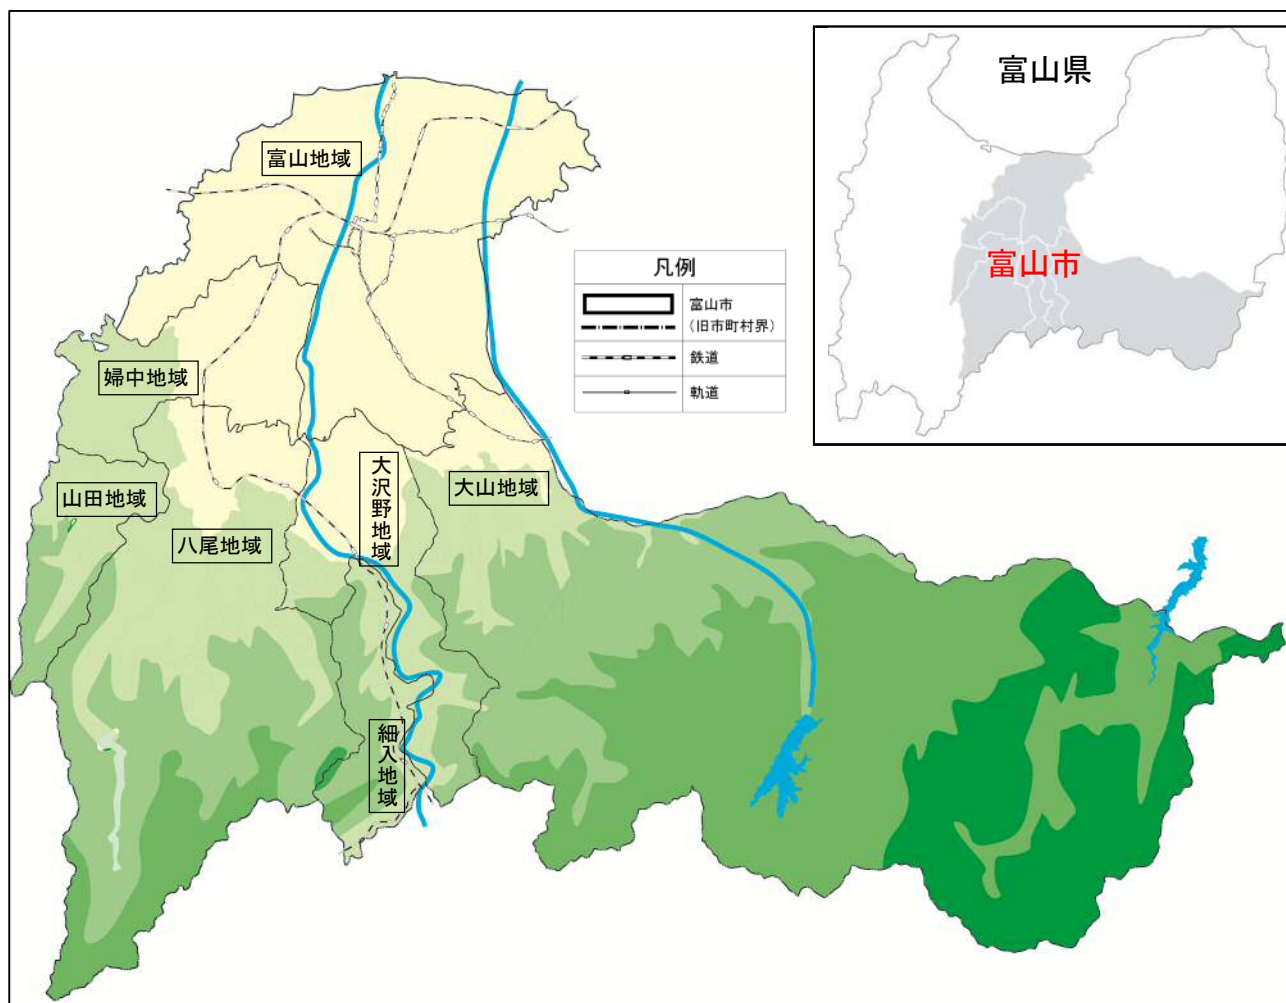 富山県
富山市
富山地域
凡例
富山市
（旧市町村界）
鉄道
軌道
婦中地域
山田地域
八尾地域
大沢野地域
大山地域
細入地域